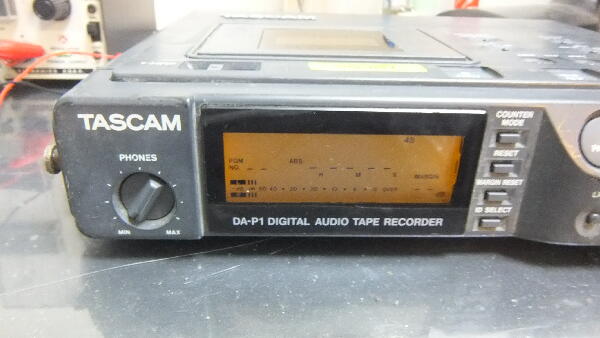 TASCAM
PHONES
MIN MAX
48
PGM NO. ABS
H M S MARGIN
OVER
dB
DA-P1 DIGITAL AUDIO TAPE RECORDER
COUNTER MODE
RESET
MARGIN RESET
ID SELECT